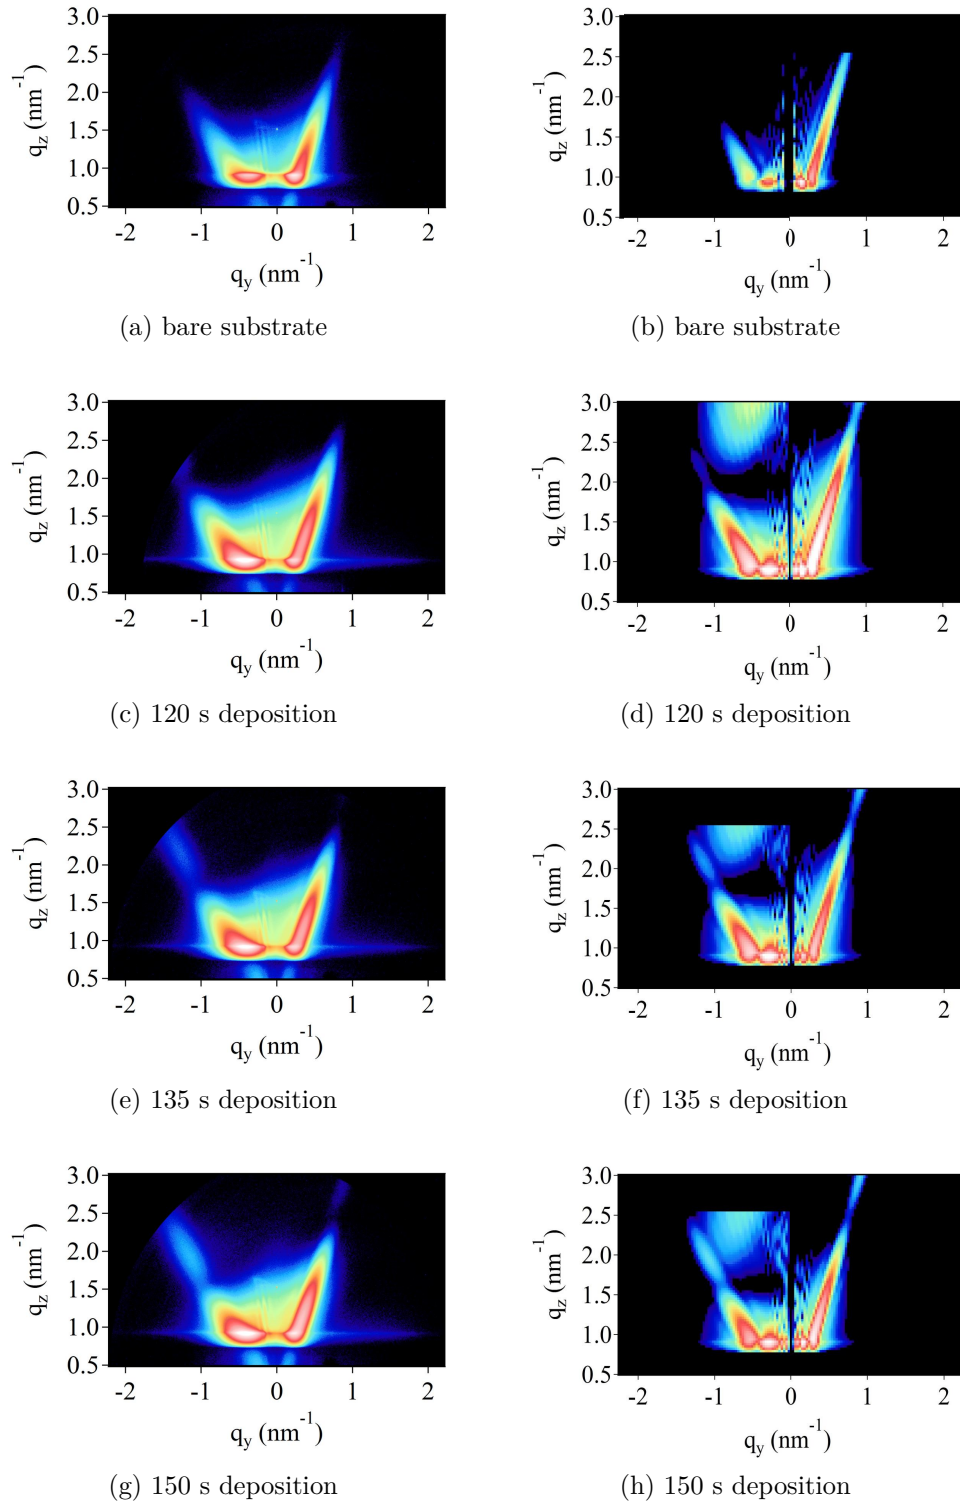 3.0
2.5
2.0
1.5
1.0
0.5
q_z (nm^-1)
-2 -1 0 1 2
q_y (nm^-1)
(a) bare substrate
3.0
2.5
2.0
1.5
1.0
0.5
q_z (nm^-1)
-2 -1 0 1 2
q_y (nm^-1)
(b) bare substrate
3.0
2.5
2.0
1.5
1.0
0.5
q_z (nm^-1)
-2 -1 0 1 2
q_y (nm^-1)
(c) 120 s deposition
3.0
2.5
2.0
1.5
1.0
0.5
q_z (nm^-1)
-2 -1 0 1 2
q_y (nm^-1)
(d) 120 s deposition
3.0
2.5
2.0
1.5
1.0
0.5
q_z (nm^-1)
-2 -1 0 1 2
q_y (nm^-1)
(e) 135 s deposition
3.0
2.5
2.0
1.5
1.0
0.5
q_z (nm^-1)
-2 -1 0 1 2
q_y (nm^-1)
(f) 135 s deposition
3.0
2.5
2.0
1.5
1.0
0.5
q_z (nm^-1)
-2 -1 0 1 2
q_y (nm^-1)
(g) 150 s deposition
3.0
2.5
2.0
1.5
1.0
0.5
q_z (nm^-1)
-2 -1 0 1 2
q_y (nm^-1)
(h) 150 s deposition